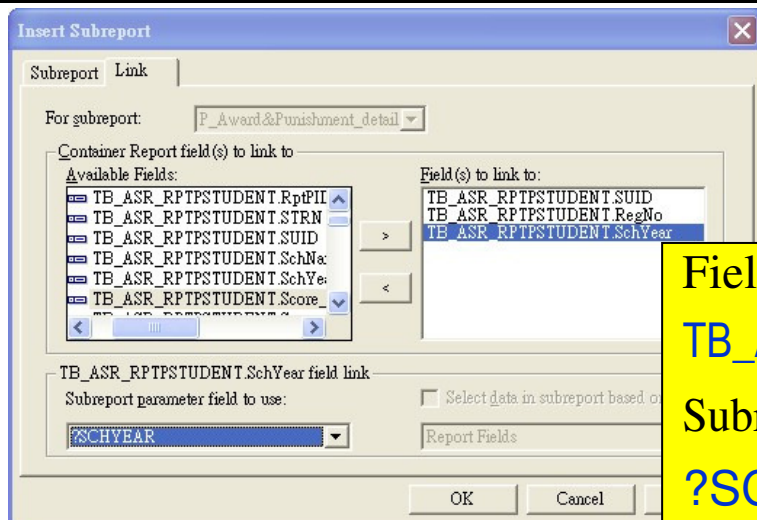 Insert Subreport
Subreport Link
For subreport: P_Award&Punishment_detail
Container Report field(s) to link to
Available Fields: Field(s) to link to:
TB_ASR_RPTPSTUDENT.RptPII
TB_ASR_RPTPSTUDENT.STRN
TB_ASR_RPTPSTUDENT.SUID
TB_ASR_RPTPSTUDENT.SchNa
TB_ASR_RPTPSTUDENT.SchYe
TB_ASR_RPTPSTUDENT.Score_
>
<
TB_ASR_RPTPSTUDENT.SUID
TB_ASR_RPTPSTUDENT.RegNo
TB_ASR_RPTPSTUDENT.SchYear
TB_ASR_RPTPSTUDENT.SchYear field link
Subreport parameter field to use: Select data in subreport based o
?SCHYEAR Report Fields
OK Cancel
Fiel
TB_A
Subr
?SC